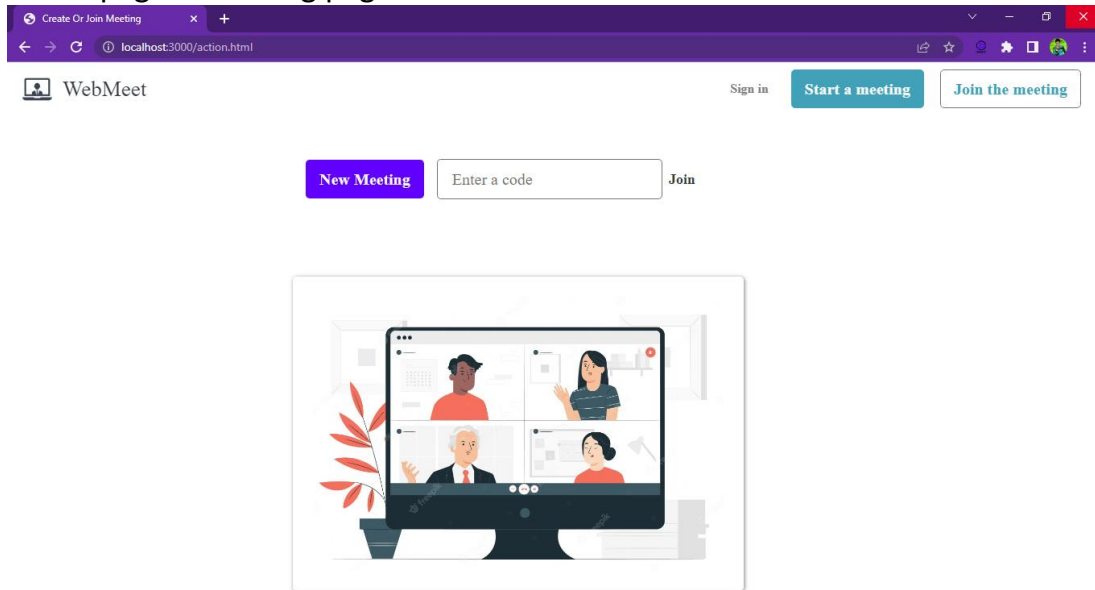 Create Or Join Meeting
localhost:3000/action.html
WebMeet
Sign in
Start a meeting
Join the meeting
New Meeting
Enter a code
Join
freepik